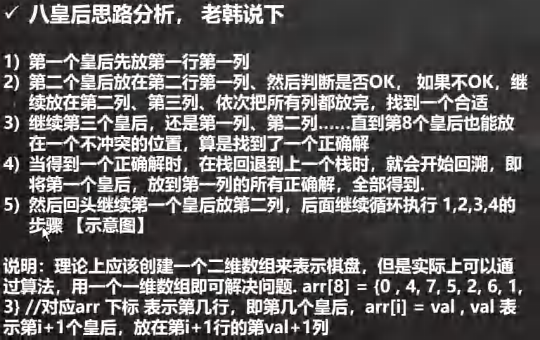 ✓ 八皇后思路分析， 老韩说下
1) 第一个皇后先放第一行第一列
2) 第二个皇后放在第二行第一列、然后判断是否OK， 如果不OK，继
续放在第二列、第三列、依次把所有列都放完，找到一个合适
3) 继续第三个皇后，还是第一列、第二列……直到第8个皇后也能放
在一个不冲突的位置，算是找到了一个正确解
4) 当得到一个正确解时，在栈回退到上一个栈时，就会开始回溯，即
将第一个皇后，放到第一列的所有正确解，全部得到.
5) 然后回头继续第一个皇后放第二列，后面继续循环执行 1,2,3,4的
步骤 【示意图】
说明：理论上应该创建一个二维数组来表示棋盘，但是实际上可以通
过算法，用一个一维数组即可解决问题. arr[8] = {0 , 4, 7, 5, 2, 6, 1,
3} //对应arr 下标 表示第几行，即第几个皇后，arr[i] = val , val 表
示第i+1个皇后，放在第i+1行的第val+1列